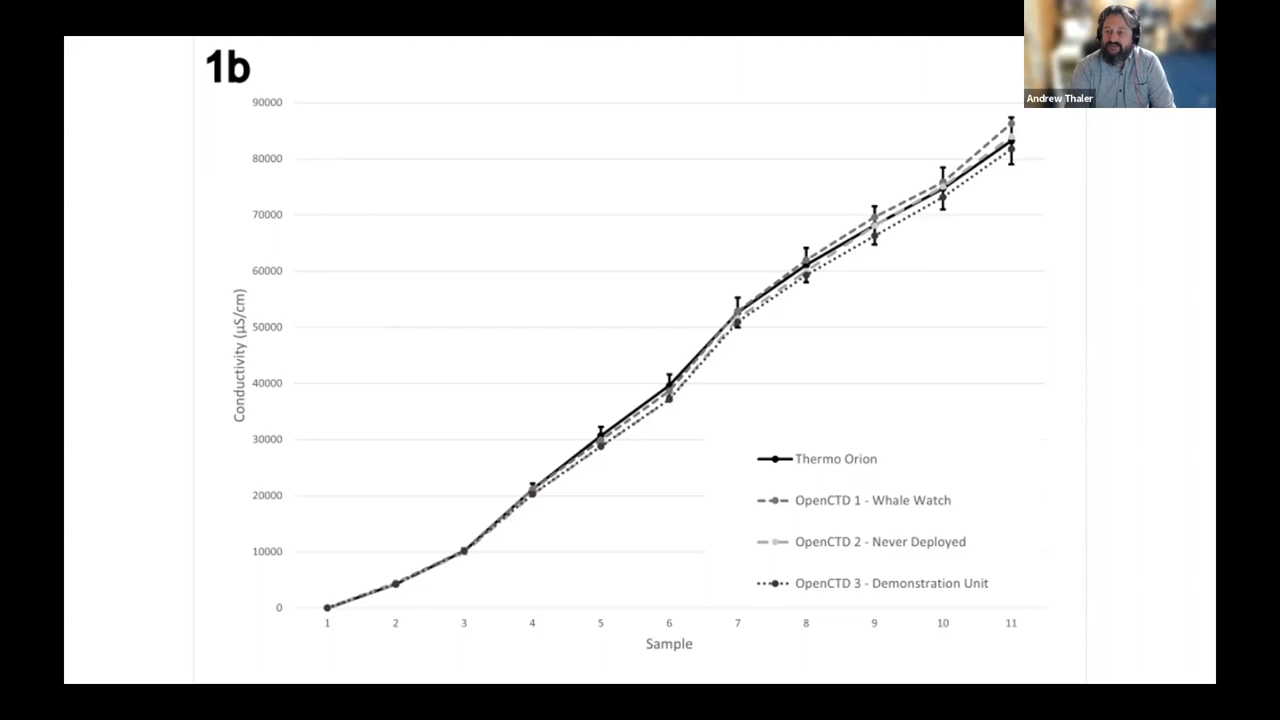 1b
Andrew Thaler
90000
80000
70000
60000
50000
40000
30000
20000
10000
0
Conductivity (µS/cm)
Thermo Orion
OpenCTD 1 - Whale Watch
OpenCTD 2 - Never Deployed
OpenCTD 3 - Demonstration Unit
1 2 3 4 5 6 7 8 9 10 11
Sample